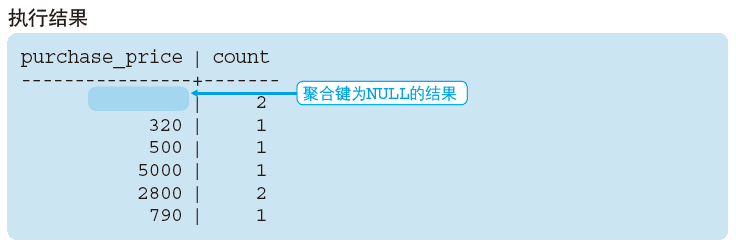 执行结果
purchase_price | count
----------------+-------
| 2
聚合键为NULL的结果
320 | 1
500 | 1
5000 | 1
2800 | 2
790 | 1